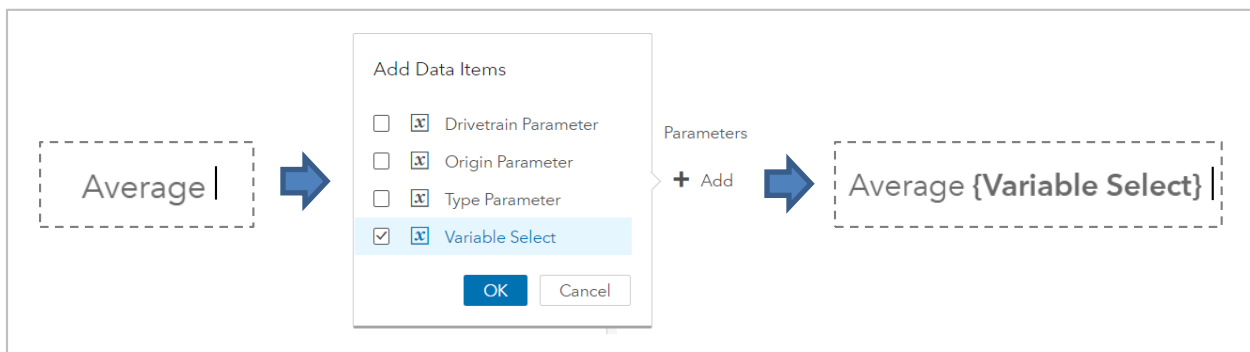 Average
Add Data Items
Drivetrain Parameter
Origin Parameter
Type Parameter
Variable Select
OK
Cancel
Parameters
+ Add
Average {Variable Select}